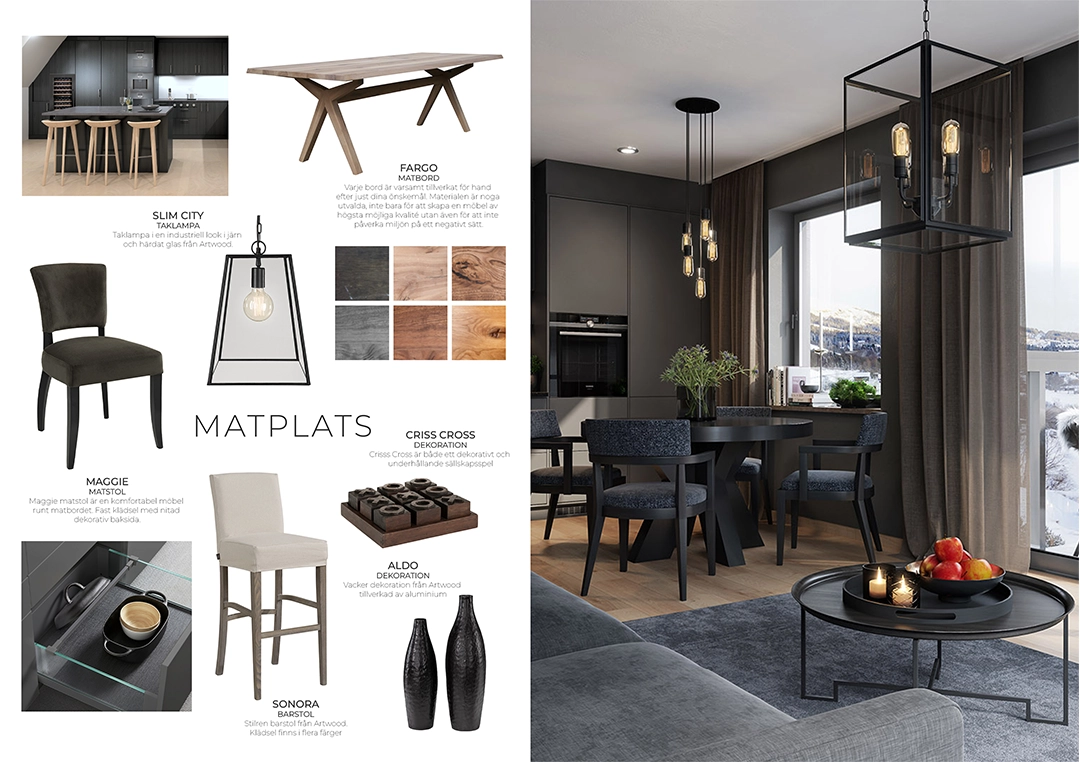 FARGO
MATBORD
Varje bord är varsamt tillverkat för hand
efter just dina önskemål. Materialen är noga
utvalda, inte bara för att skapa en möbel av
högsta möjliga kvalité utan även för att inte
påverka miljön på ett negativt sätt.
SLIM CITY
TAKLAMPA
Taklampa i en industriell look i järn
och härdat glas från Artwood.
MATPLATS
CRISS CROSS
DEKORATION
Crisss Cross är både ett dekorativt och
underhållande sällskapsspel
MAGGIE
MATSTOL
Maggie matstol är en komfortabel möbel
runt matbordet. Fast klädsel med nitad
dekorativ baksida.
ALDO
DEKORATION
Vacker dekoration från Artwood
tillverkad av aluminium
SONORA
BARSTOL
Stilren barstol från Artwood.
Klädsel finns i flera färger